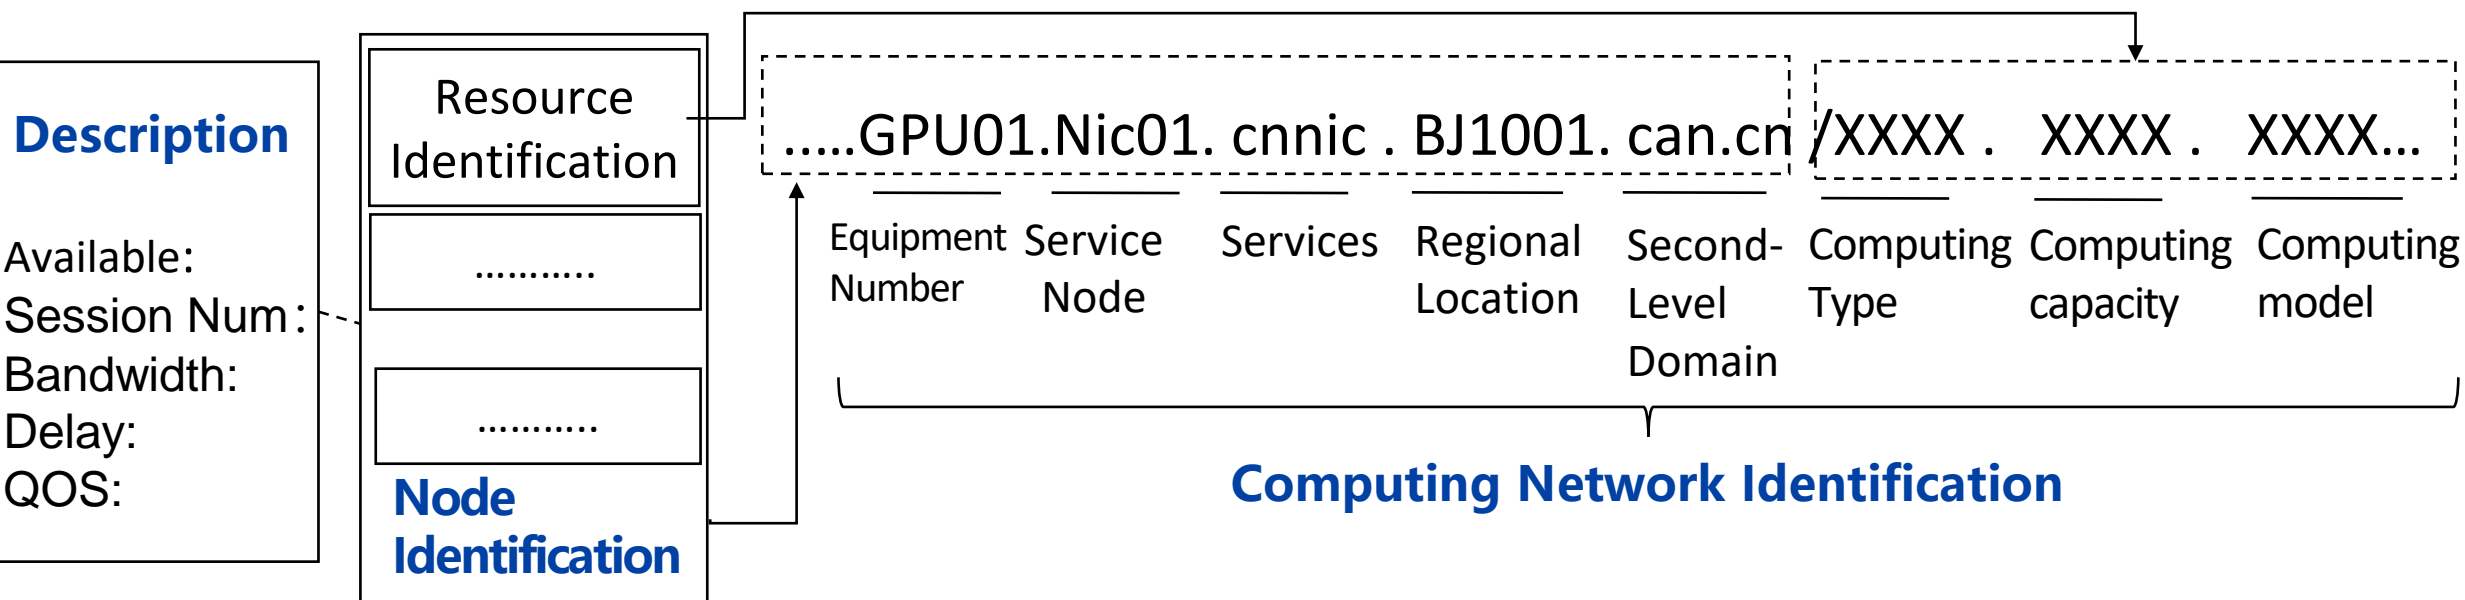 Description
Available:
Session Num:
Bandwidth:
Delay:
QOS:
Resource
Identification
...........
...........
Node
Identification
.....GPU01.Nic01. cnnic . BJ1001. can.cn /XXXX . XXXX . XXXX...
Equipment
Number
Service
Node
Services
Regional
Location
Second-
Level
Domain
Computing
Type
Computing
capacity
Computing
model
Computing Network Identification